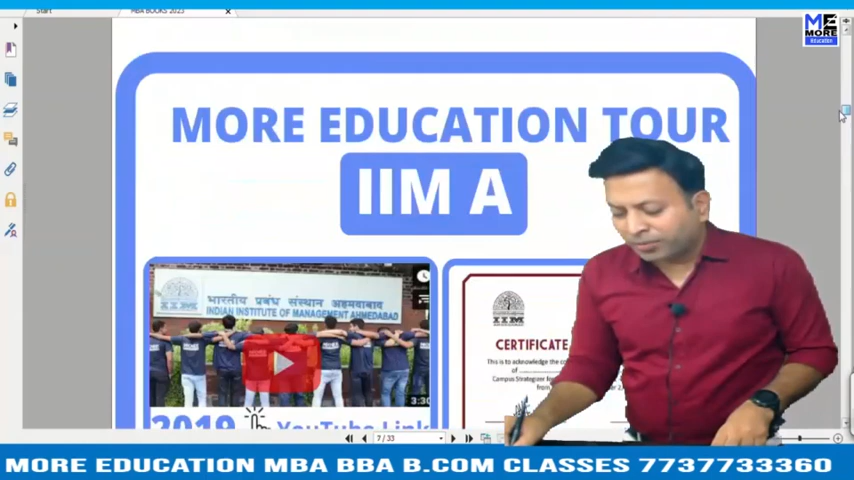 Start
MBA BOOKS 2023
ME
MORE
Education
MORE EDUCATION TOUR
IIM A
भारतीय प्रबंध संस्थान अहमदाबाद
INDIAN INSTITUTE OF MANAGEMENT AHMEDABAD
3:30
2019
YouTube Link
IIM
CERTIFICATE
This is to acknowledge the
of
Campus Strategizer
from
7 / 33
MORE EDUCATION MBA BBA B.COM CLASSES 7737733360